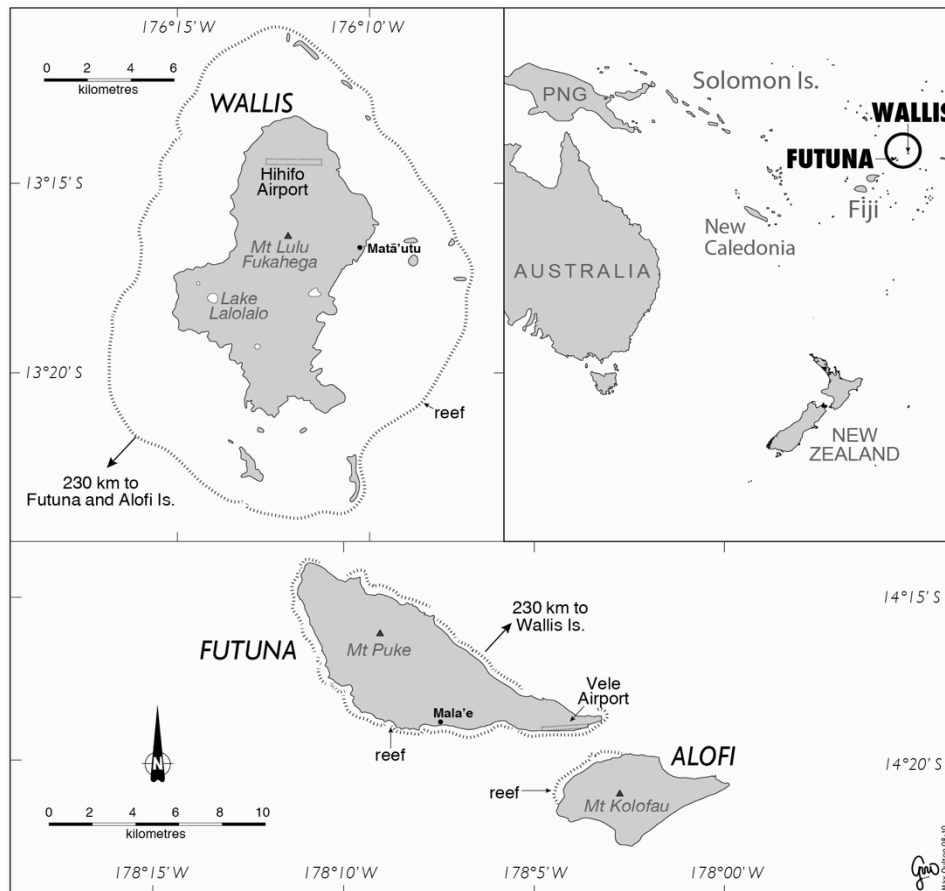 176°15' W
176°10' W
0 2 4 6
kilometres
WALLIS
Hihifo
Airport
13°15' S
Mt Lulu
Fukahega
Matā'utu
Lake
Lalolalo
13°20' S
reef
230 km to
Futuna and Alofi Is.
PNG
Solomon Is.
WALLIS
FUTUNA
Fiji
New
Caledonia
AUSTRALIA
NEW
ZEALAND
14°15' S
230 km to
Wallis Is.
FUTUNA
Mt Puke
Vele
Airport
Mala'e
reef
ALOFI
14°20' S
N
reef
Mt Kolofau
0 2 4 6 8 10
kilometres
178°15' W
178°10' W
178°5' W
178°00' W